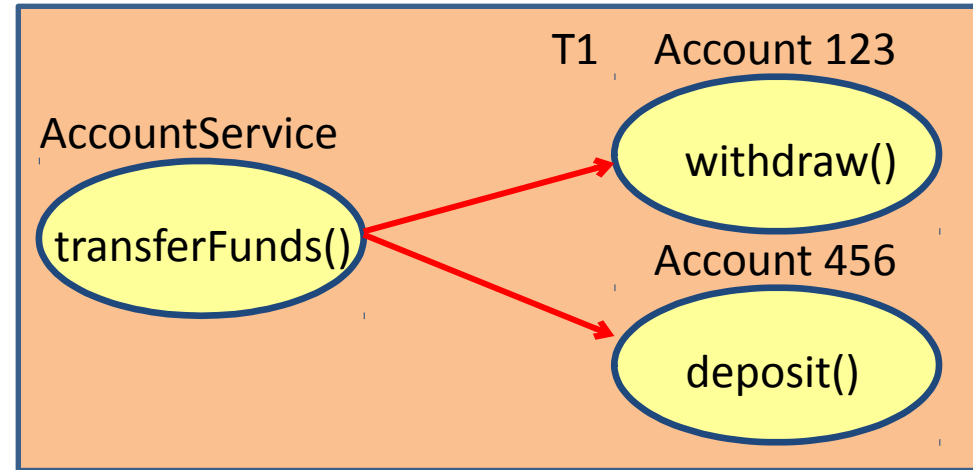 T1 Account 123
AccountService
withdraw()
transferFunds()
Account 456
deposit()